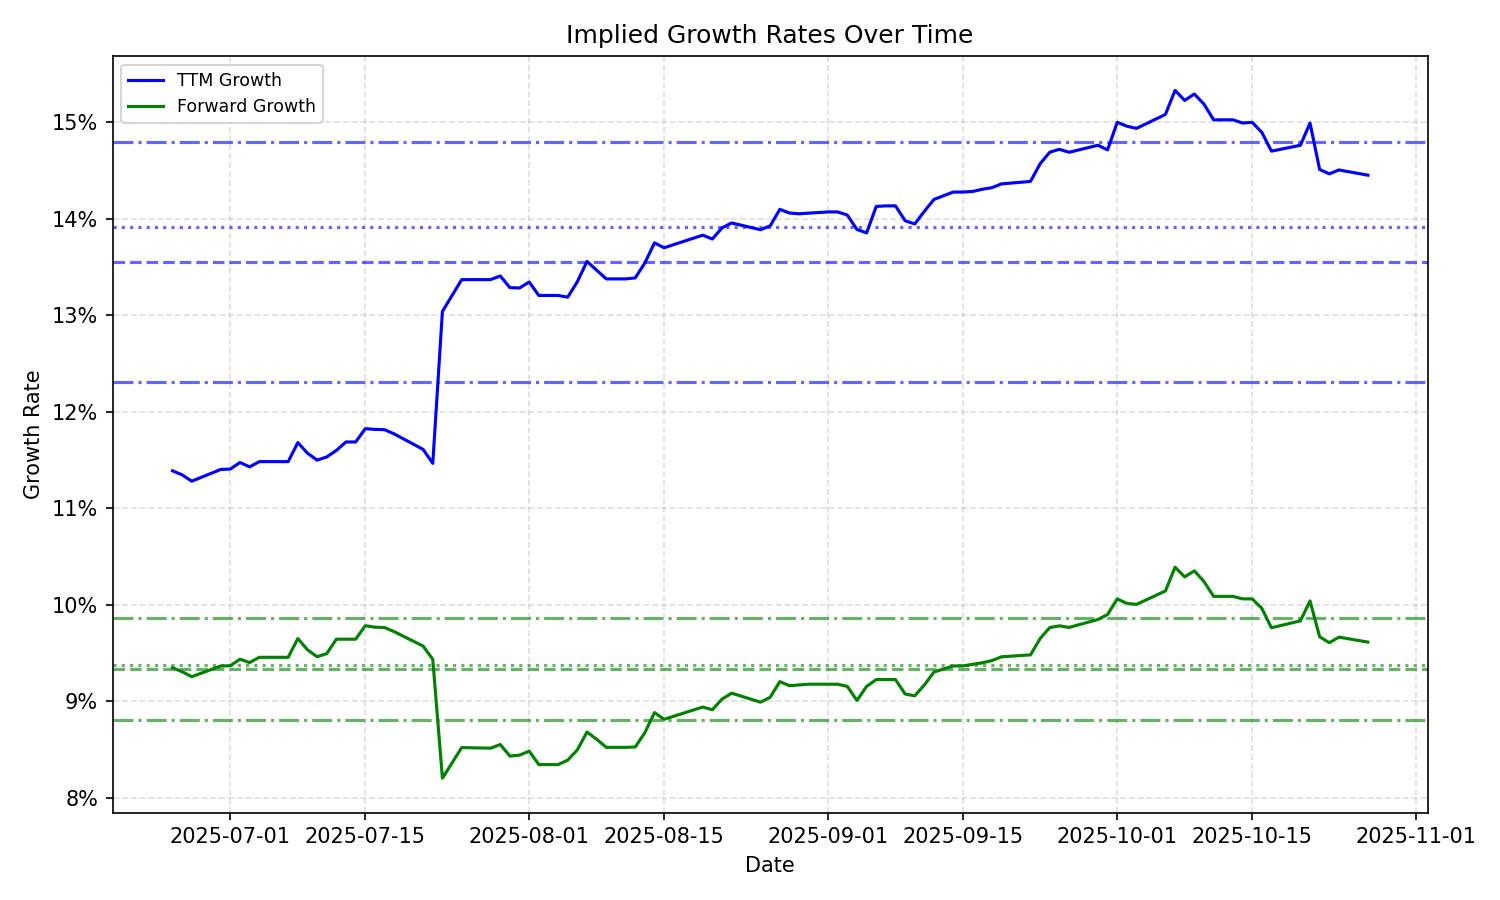 Implied Growth Rates Over Time
TTM Growth
Forward Growth
15%
14%
13%
12%
11%
10%
9%
8%
Growth Rate
2025-07-01 2025-07-15 2025-08-01 2025-08-15 2025-09-01 2025-09-15 2025-10-01 2025-10-15 2025-11-01
Date